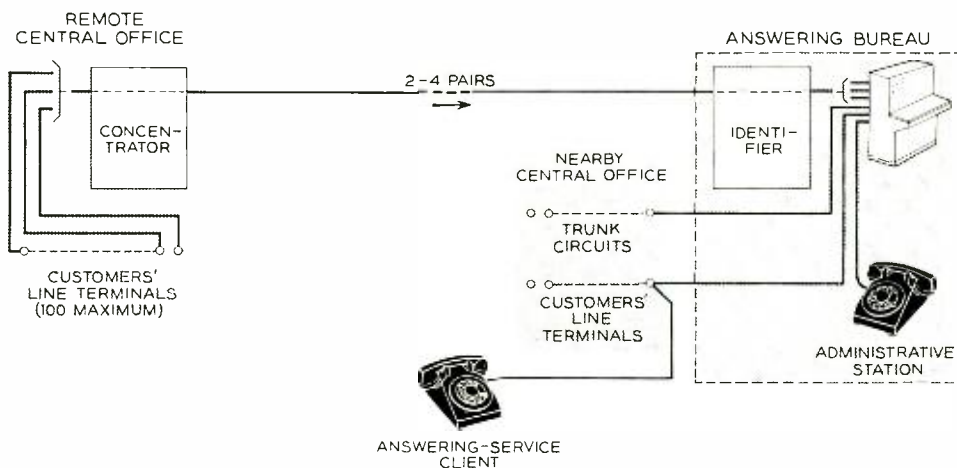 REMOTE
CENTRAL OFFICE
CONCEN-
TRATOR
CUSTOMERS'
LINE TERMINALS
(100 MAXIMUM)
2-4 PAIRS
NEARBY
CENTRAL OFFICE
TRUNK
CIRCUITS
CUSTOMERS'
LINE
TERMINALS
ANSWERING-SERVICE
CLIENT
ANSWERING BUREAU
IDENTI-
FIER
ADMINISTRATIVE
STATION